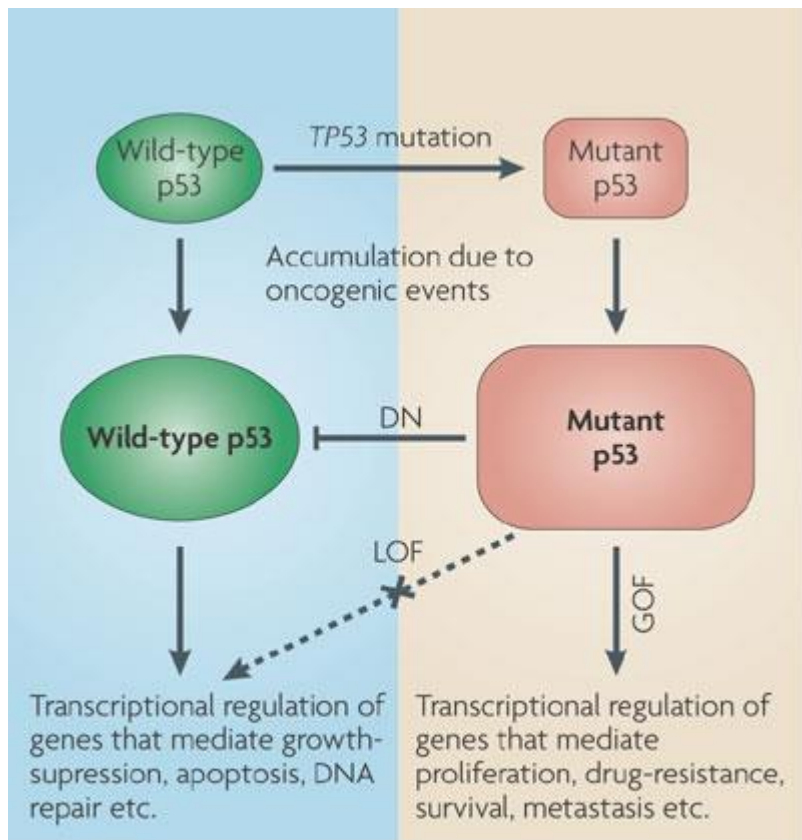 Wild-type
p53
TP53 mutation
Mutant
p53
Accumulation due to
oncogenic events
Wild-type p53
DN
Mutant
p53
LOF
GOF
Transcriptional regulation of
genes that mediate growth-
supression, apoptosis, DNA
repair etc.
Transcriptional regulation of
genes that mediate
proliferation, drug-resistance,
survival, metastasis etc.